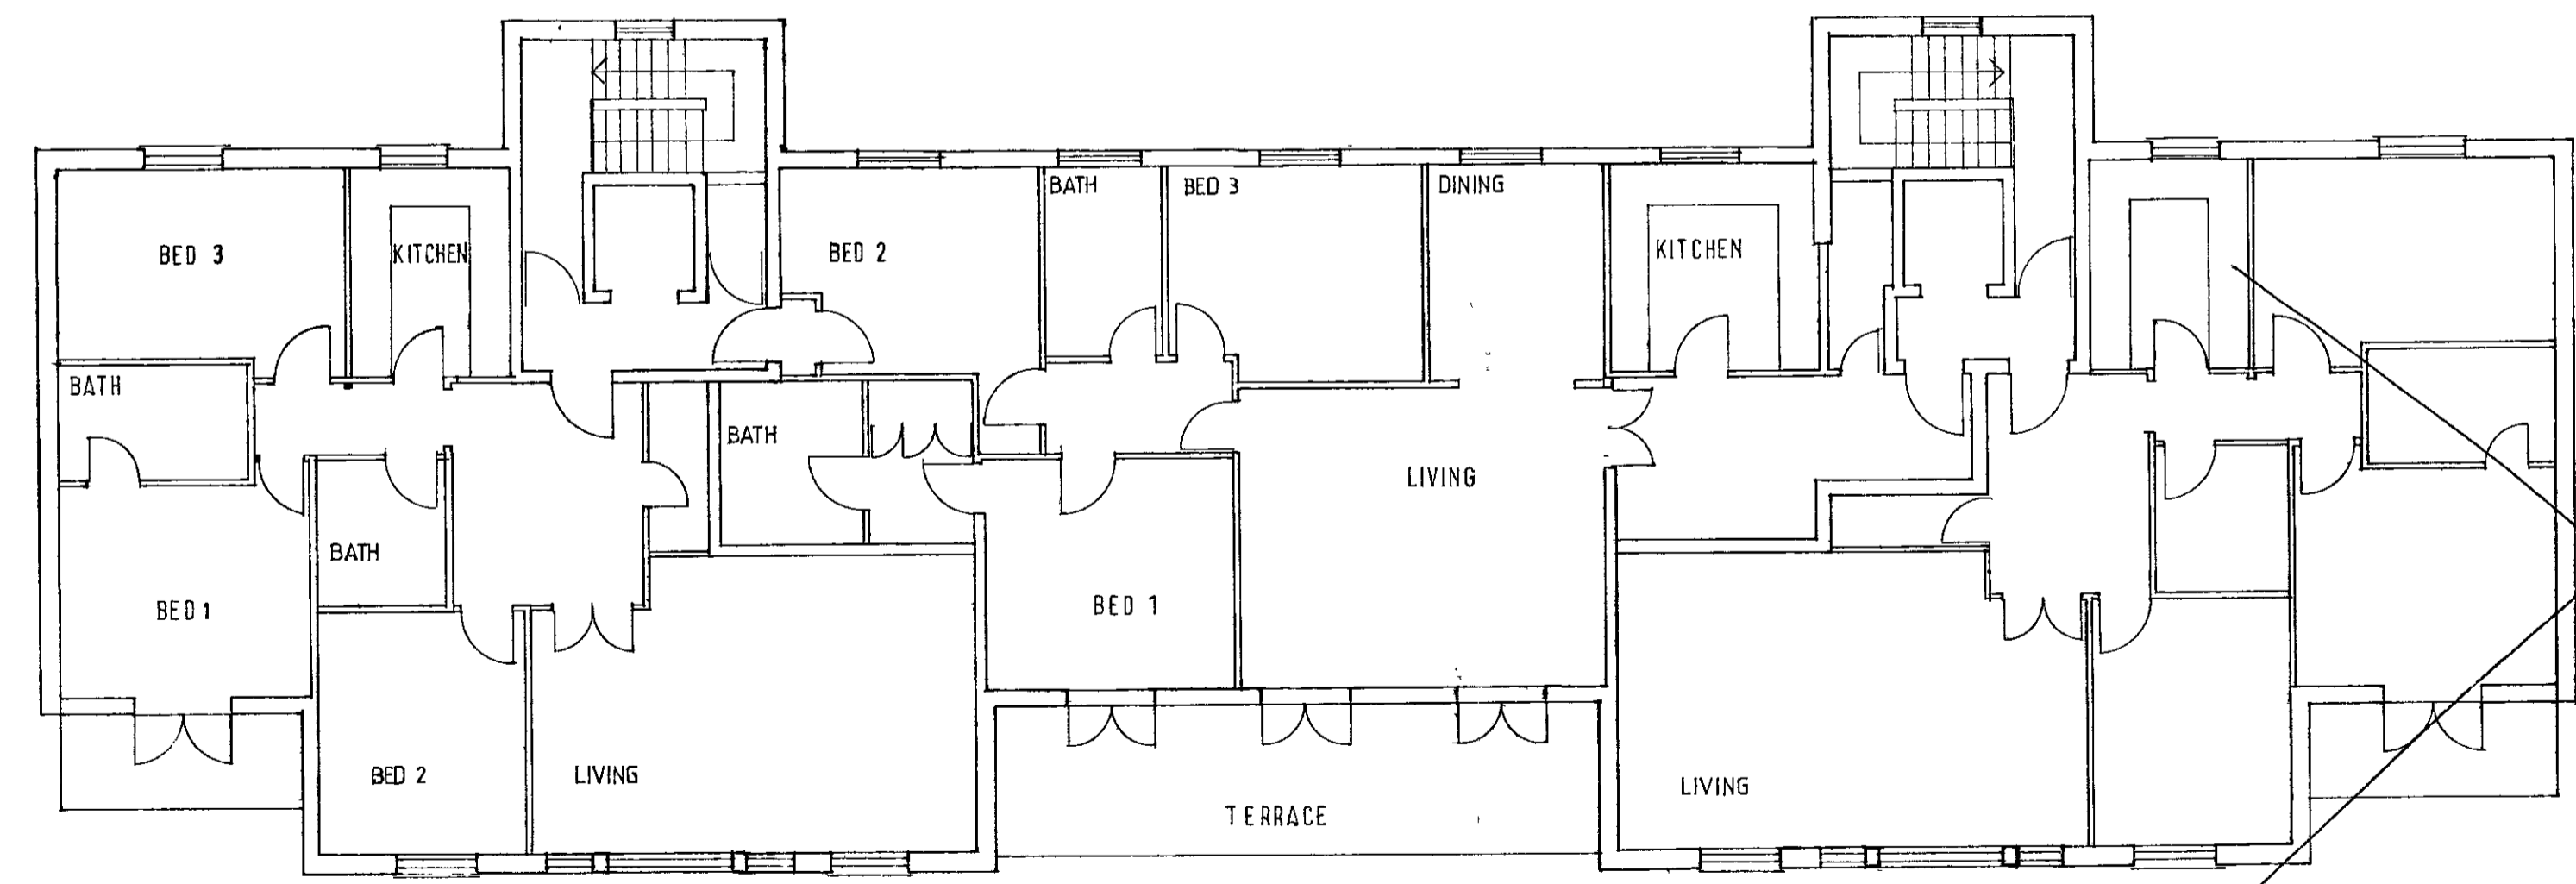 BED 3
KITCHEN
BED 2
BATH
BED 3
DINING
KITCHEN
BATH
BATH
LIVING
BATH
BED 1
BED 1
BED 2
LIVING
TERRACE
LIVING